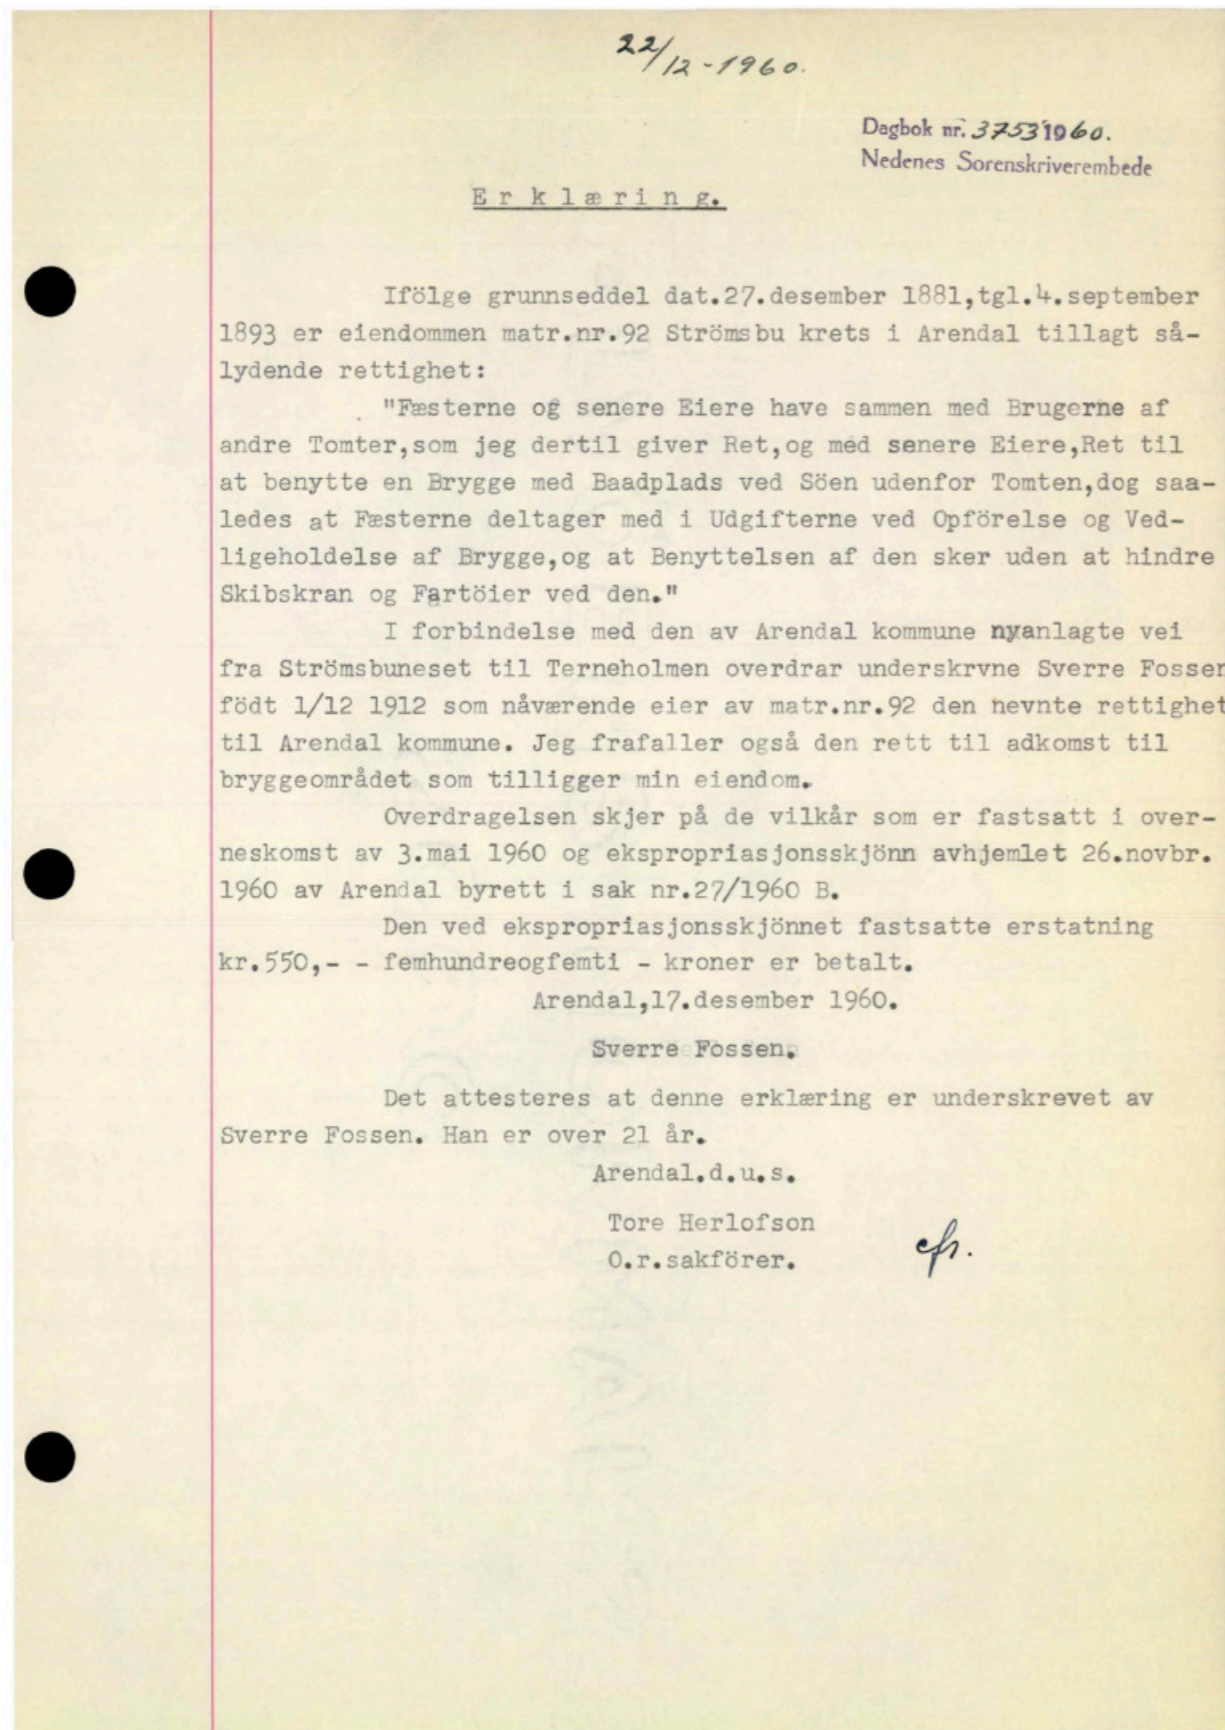 22/12-1960.
Dagbok nr. 3753 1960.
Nedenes Sorenskriverembede
Erklæring.
Ifölge grunnseddel dat.27.desember 1881,tgl.4.september
1893 er eiendommen matr.nr.92 Strömsbu krets i Arendal tillagt så-
lydende rettighet:
"Fæsterne og senere Eiere have sammen med Brugerne af
andre Tomter,som jeg dertil giver Ret,og med senere Eiere,Ret til
at benytte en Brygge med Baadplads ved Söen udenfor Tomten,dog saa-
ledes at Fæsterne deltager med i Udgifterne ved Opförelse og Ved-
ligeholdelse af Brygge,og at Benyttelsen af den sker uden at hindre
Skibskran og Fartöier ved den."
I forbindelse med den av Arendal kommune nyanlagte vei
fra Strömsbuneset til Terneholmen overdrar underskrvne Sverre Fossen
födt 1/12 1912 som nåværende eier av matr.nr.92 den nevnte rettighet
til Arendal kommune. Jeg frafaller også den rett til adkomst til
bryggeområdet som tilligger min eiendom.
Overdragelsen skjer på de vilkår som er fastsatt i over-
neskomst av 3.mai 1960 og ekspropriasjonsskjönn avhjemlet 26.novbr.
1960 av Arendal byrett i sak nr.27/1960 B.
Den ved ekspropriasjonsskjönnet fastsatte erstatning
kr.550,- - femhundreogfemti - kroner er betalt.
Arendal,17.desember 1960.
Sverre Fossen.
Det attesteres at denne erklæring er underskrevet av
Sverre Fossen. Han er over 21 år.
Arendal.d.u.s.
Tore Herlofson
O.r.sakförer.